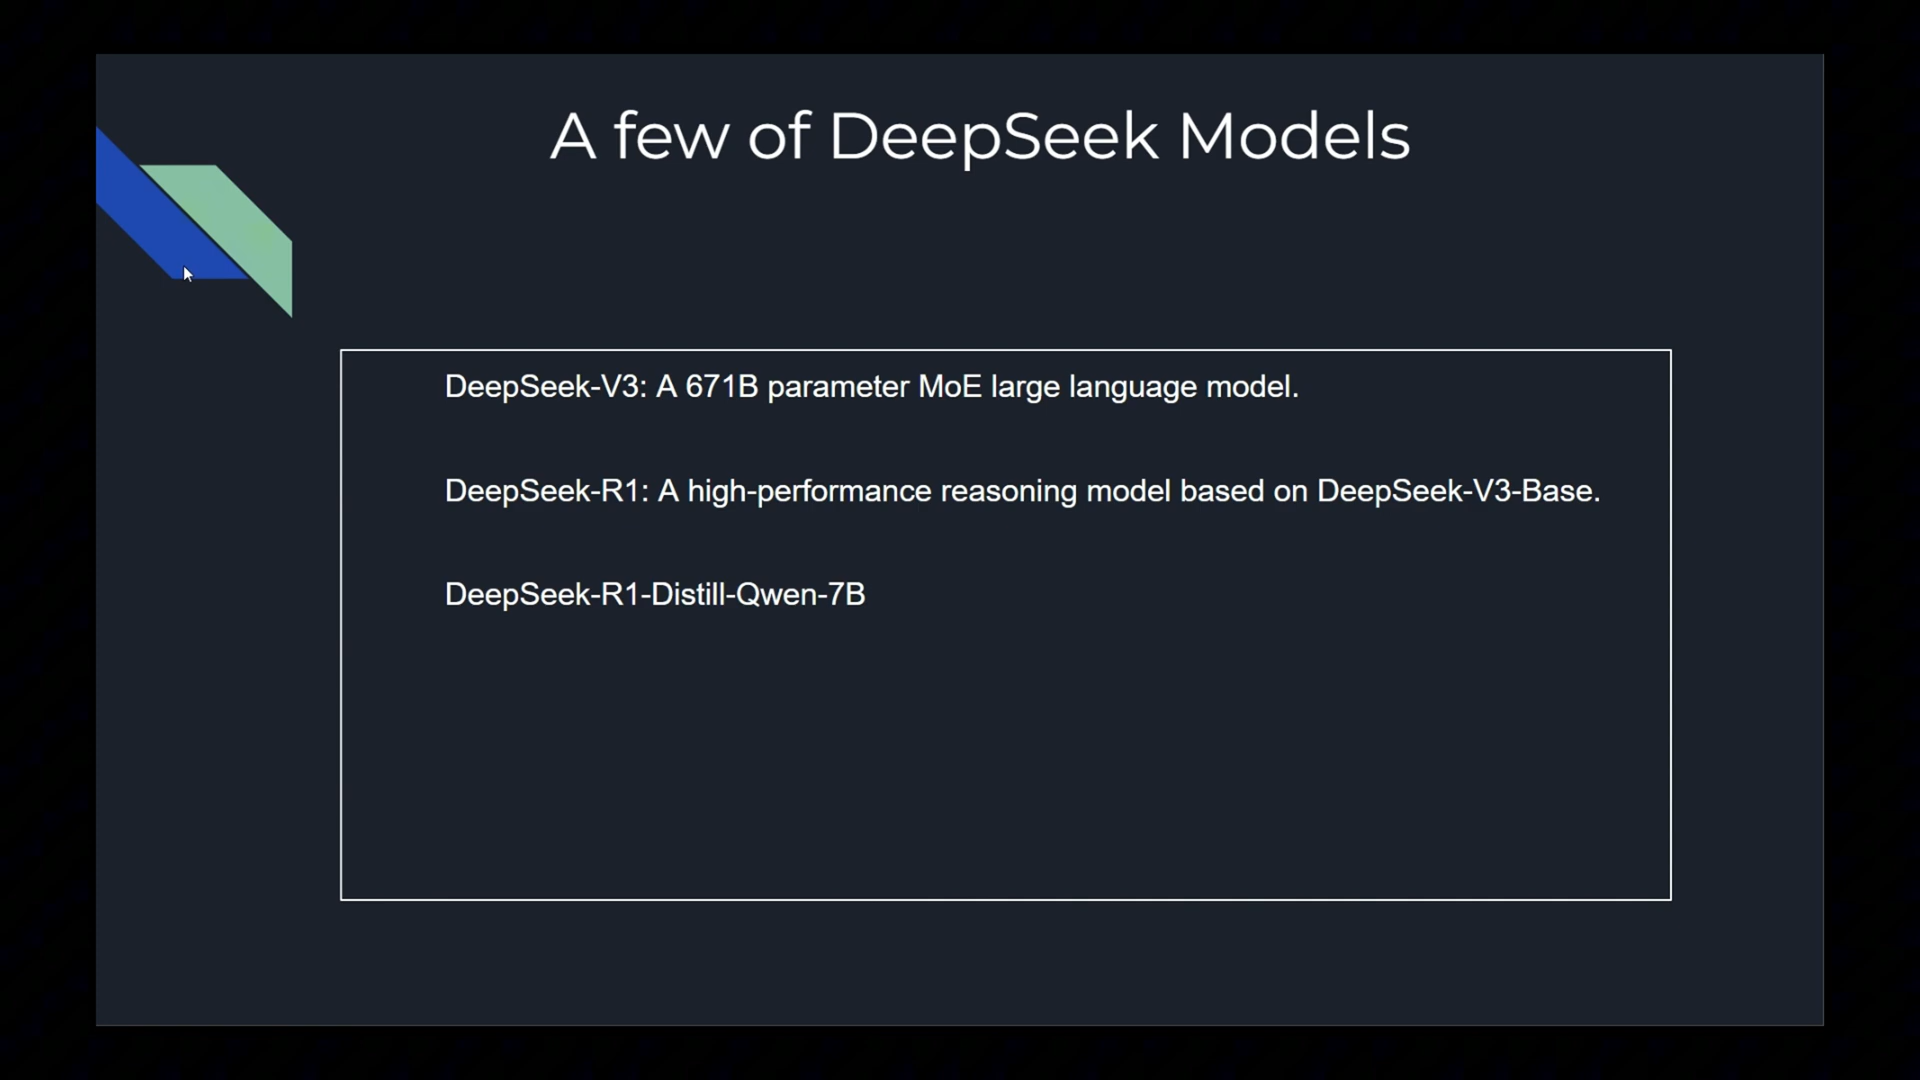 A few of DeepSeek Models
DeepSeek-V3: A 671B parameter MoE large language model.
DeepSeek-R1: A high-performance reasoning model based on DeepSeek-V3-Base.
DeepSeek-R1-Distill-Qwen-7B